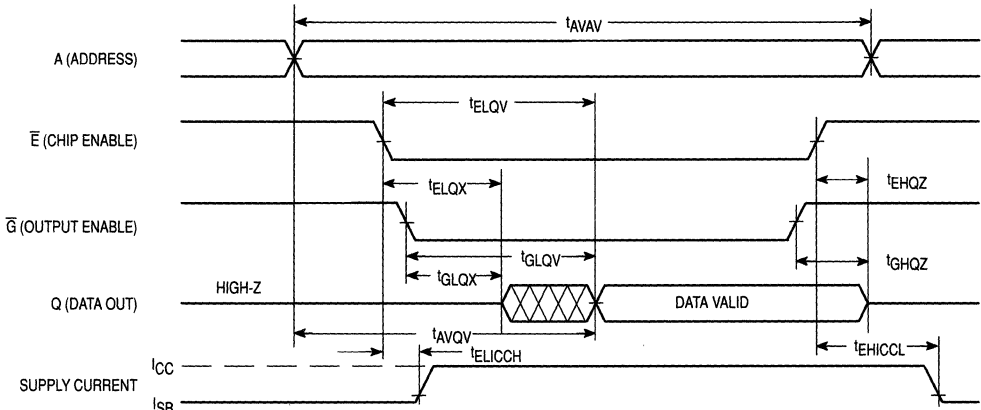 tAVAV
A (ADDRESS)
tELQV
E (CHIP ENABLE)
tELQX
tEHQZ
G (OUTPUT ENABLE)
tGLQV
tGHQZ
tGLQX
HIGH-Z
Q (DATA OUT)
DATA VALID
tAVQV
tELICCH
tEHICCL
ICC
SUPPLY CURRENT
ISB